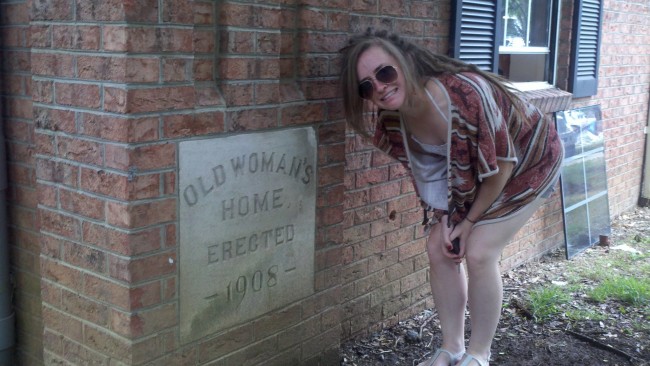 OLD WOMAN'S
HOME.
ERECTED
- 1908 -